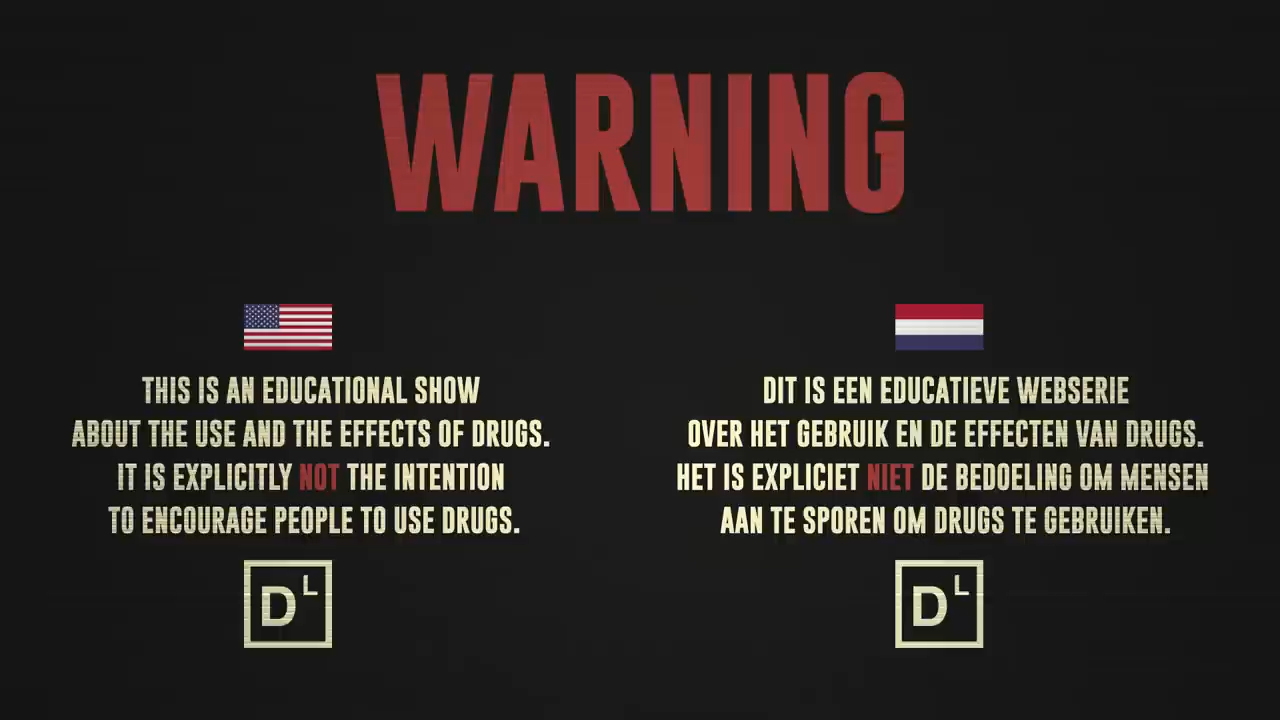 WARNING
THIS IS AN EDUCATIONAL SHOW
ABOUT THE USE AND THE EFFECTS OF DRUGS.
IT IS EXPLICITLY NOT THE INTENTION
TO ENCOURAGE PEOPLE TO USE DRUGS.
DL
DIT IS EEN EDUCATIEVE WEBSERIE
OVER HET GEBRUIK EN DE EFFECTEN VAN DRUGS.
HET IS EXPLICIET NIET DE BEDOELING OM MENSEN
AAN TE SPOREN OM DRUGS TE GEBRUIKEN.
DL